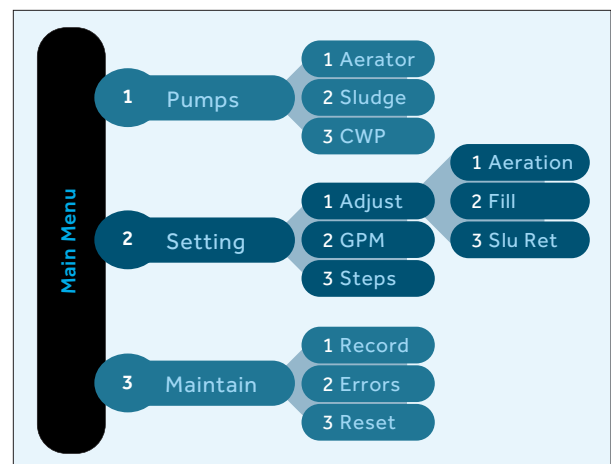 Main Menu
1 Pumps
1 Aerator
2 Sludge
3 CWP
2 Setting
1 Adjust
1 Aeration
2 Fill
3 Slu Ret
2 GPM
3 Steps
3 Maintain
1 Record
2 Errors
3 Reset